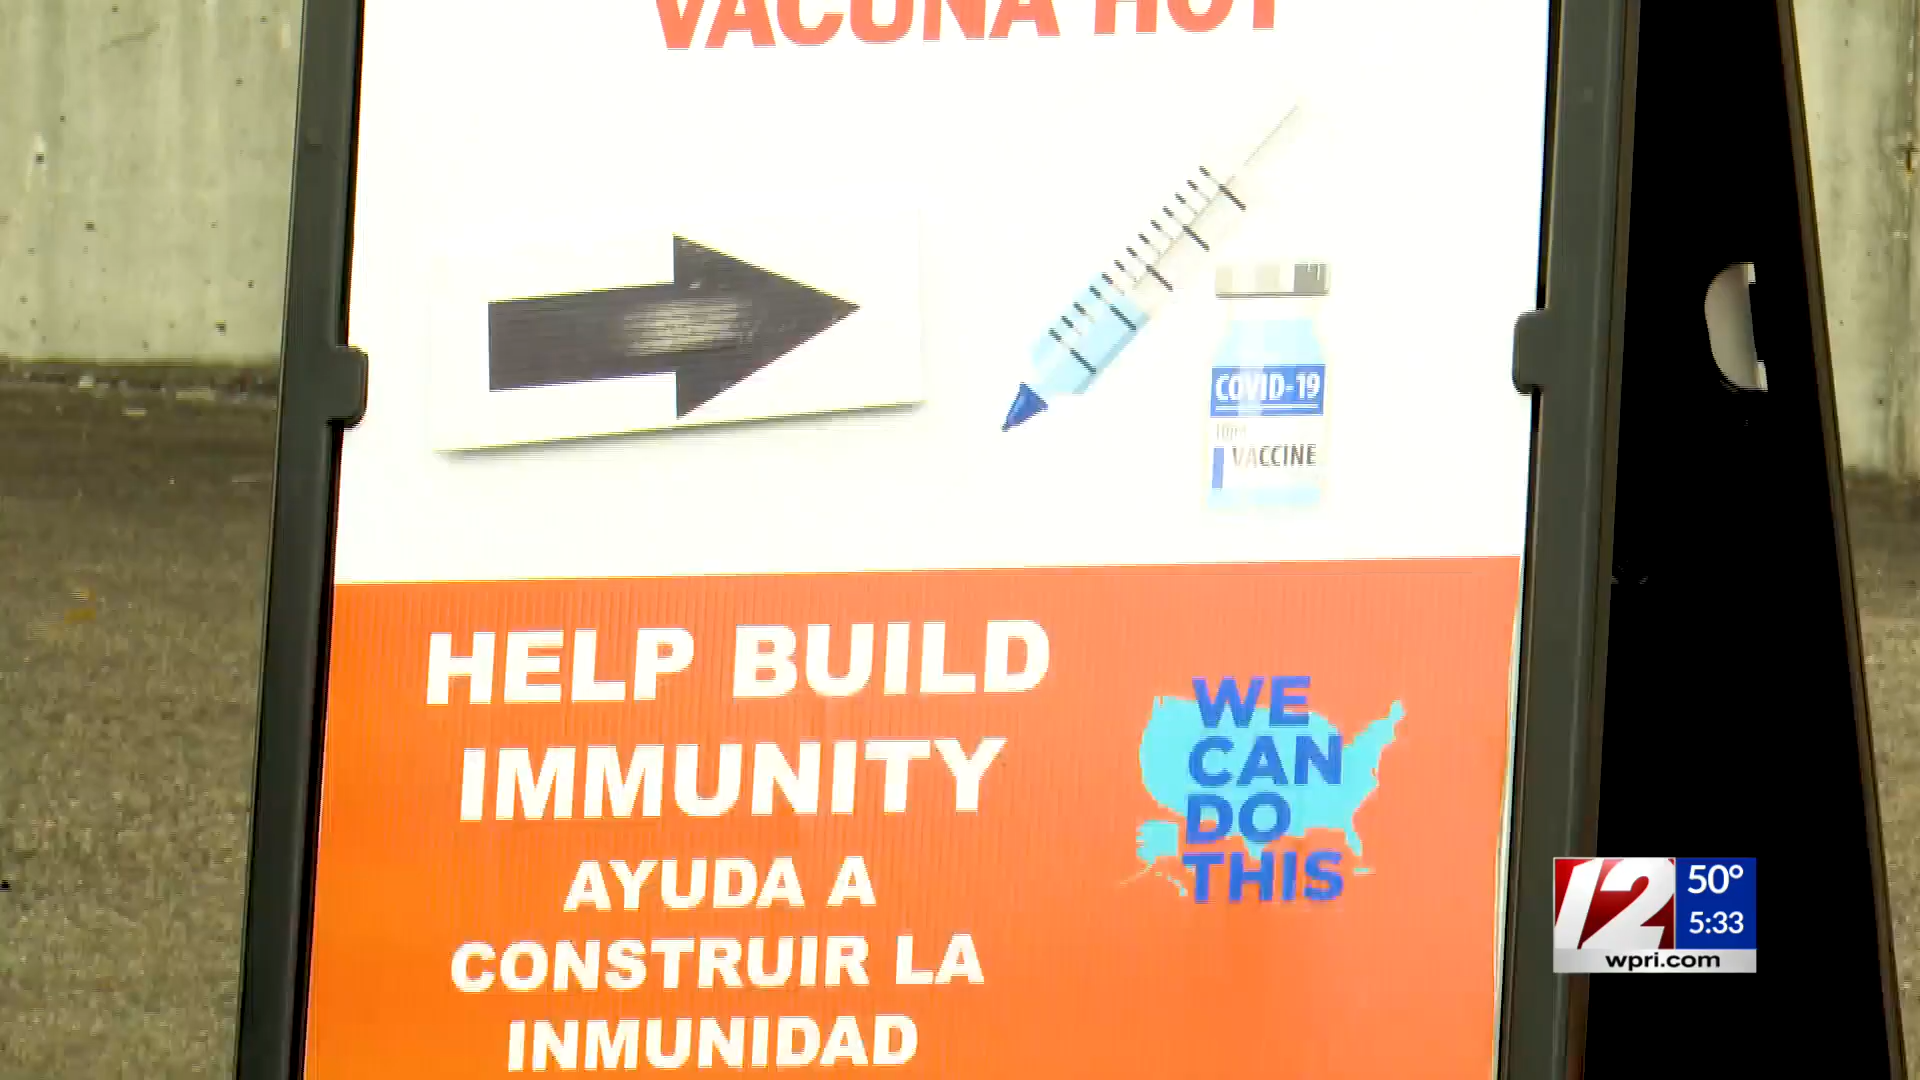 VACUNA HOY
COVID-19
VACCINE
HELP BUILD
IMMUNITY
AYUDA A
CONSTRUIR LA
INMUNIDAD
WE
CAN
DO
THIS
12
50°
5:33
wpri.com